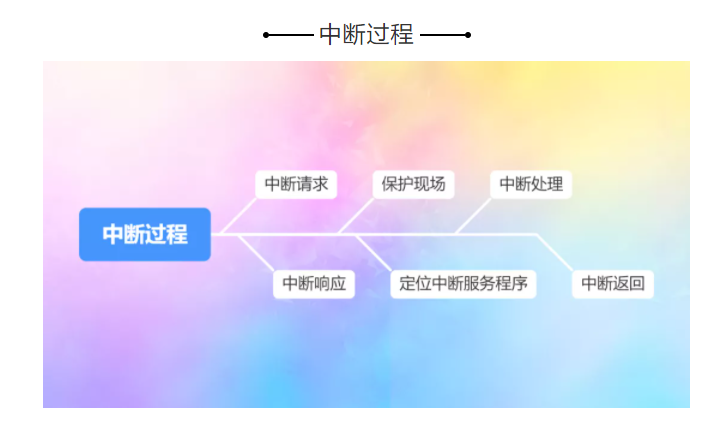 中断过程
中断请求
保护现场
中断处理
中断过程
中断响应
定位中断服务程序
中断返回